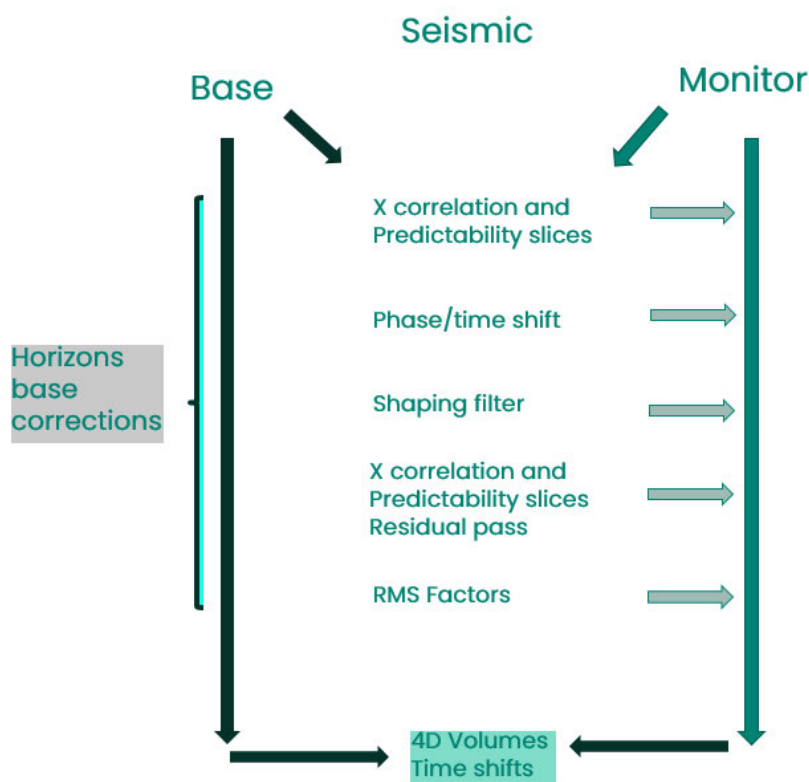 Seismic
Base
Monitor
X correlation and
Predictability slices
Phase/time shift
Horizons
base
corrections
Shaping filter
X correlation and
Predictability slices
Residual pass
RMS Factors
4D Volumes
Time shifts